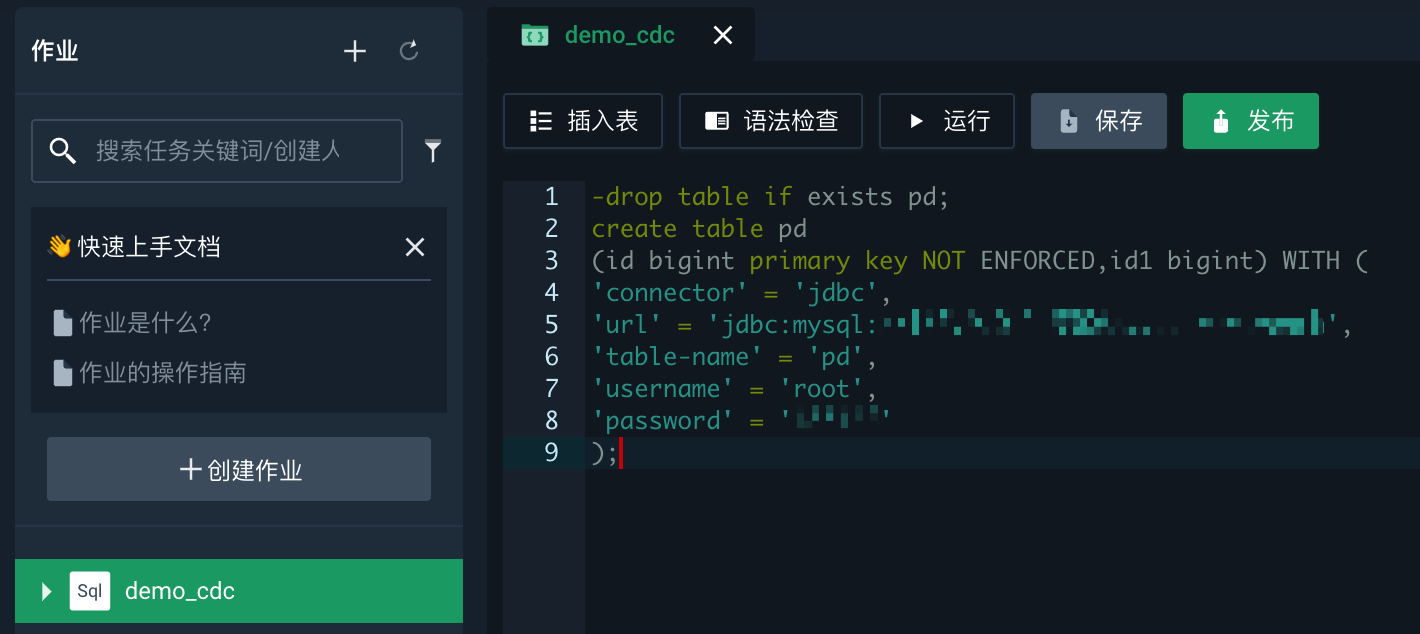 作业
搜索任务关键词/创建人
👋 快速上手文档
作业是什么?
作业的操作指南
创建作业
Sql demo_cdc
demo_cdc
插入表 语法检查 运行 保存 发布
1 -drop table if exists pd;
2 create table pd
3 (id bigint primary key NOT ENFORCED,id1 bigint) WITH (
4 'connector' = 'jdbc',
5 'url' = 'jdbc:mysql: ',
6 'table-name' = 'pd',
7 'username' = 'root',
8 'password' = ' '
9 );